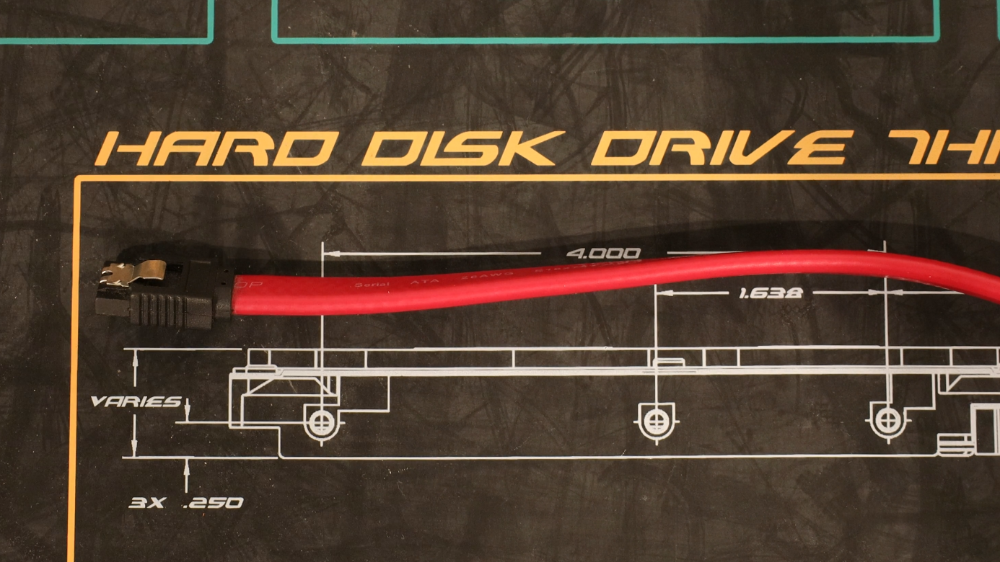 HARD DISK DRIVE
4.000
Serial ATA 26AWG
1.638
VARIES
3X .250